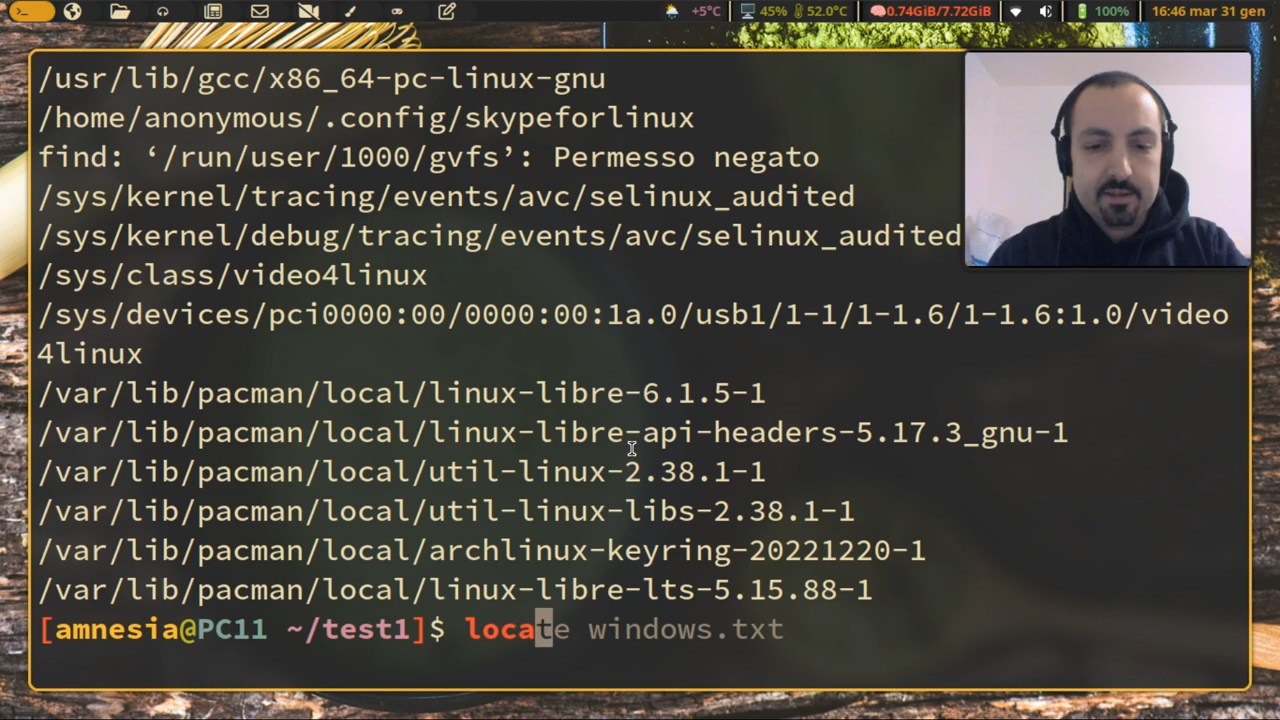 +5°C 45% 52.0°C 0.74GiB/7.72GiB 100% 16:46 mar 31 gen
/usr/lib/gcc/x86_64-pc-linux-gnu
/home/anonymous/.config/skypeforlinux
find: ‘/run/user/1000/gvfs’: Permesso negato
/sys/kernel/tracing/events/avc/selinux_audited
/sys/kernel/debug/tracing/events/avc/selinux_audited
/sys/class/video4linux
/sys/devices/pci0000:00/0000:00:1a.0/usb1/1-1/1-1.6/1-1.6:1.0/video
4linux
/var/lib/pacman/local/linux-libre-6.1.5-1
/var/lib/pacman/local/linux-libre-api-headers-5.17.3_gnu-1
/var/lib/pacman/local/util-linux-2.38.1-1
/var/lib/pacman/local/util-linux-libs-2.38.1-1
/var/lib/pacman/local/archlinux-keyring-20221220-1
/var/lib/pacman/local/linux-libre-lts-5.15.88-1
[amnesia@PC11 ~/test1]$ locate windows.txt